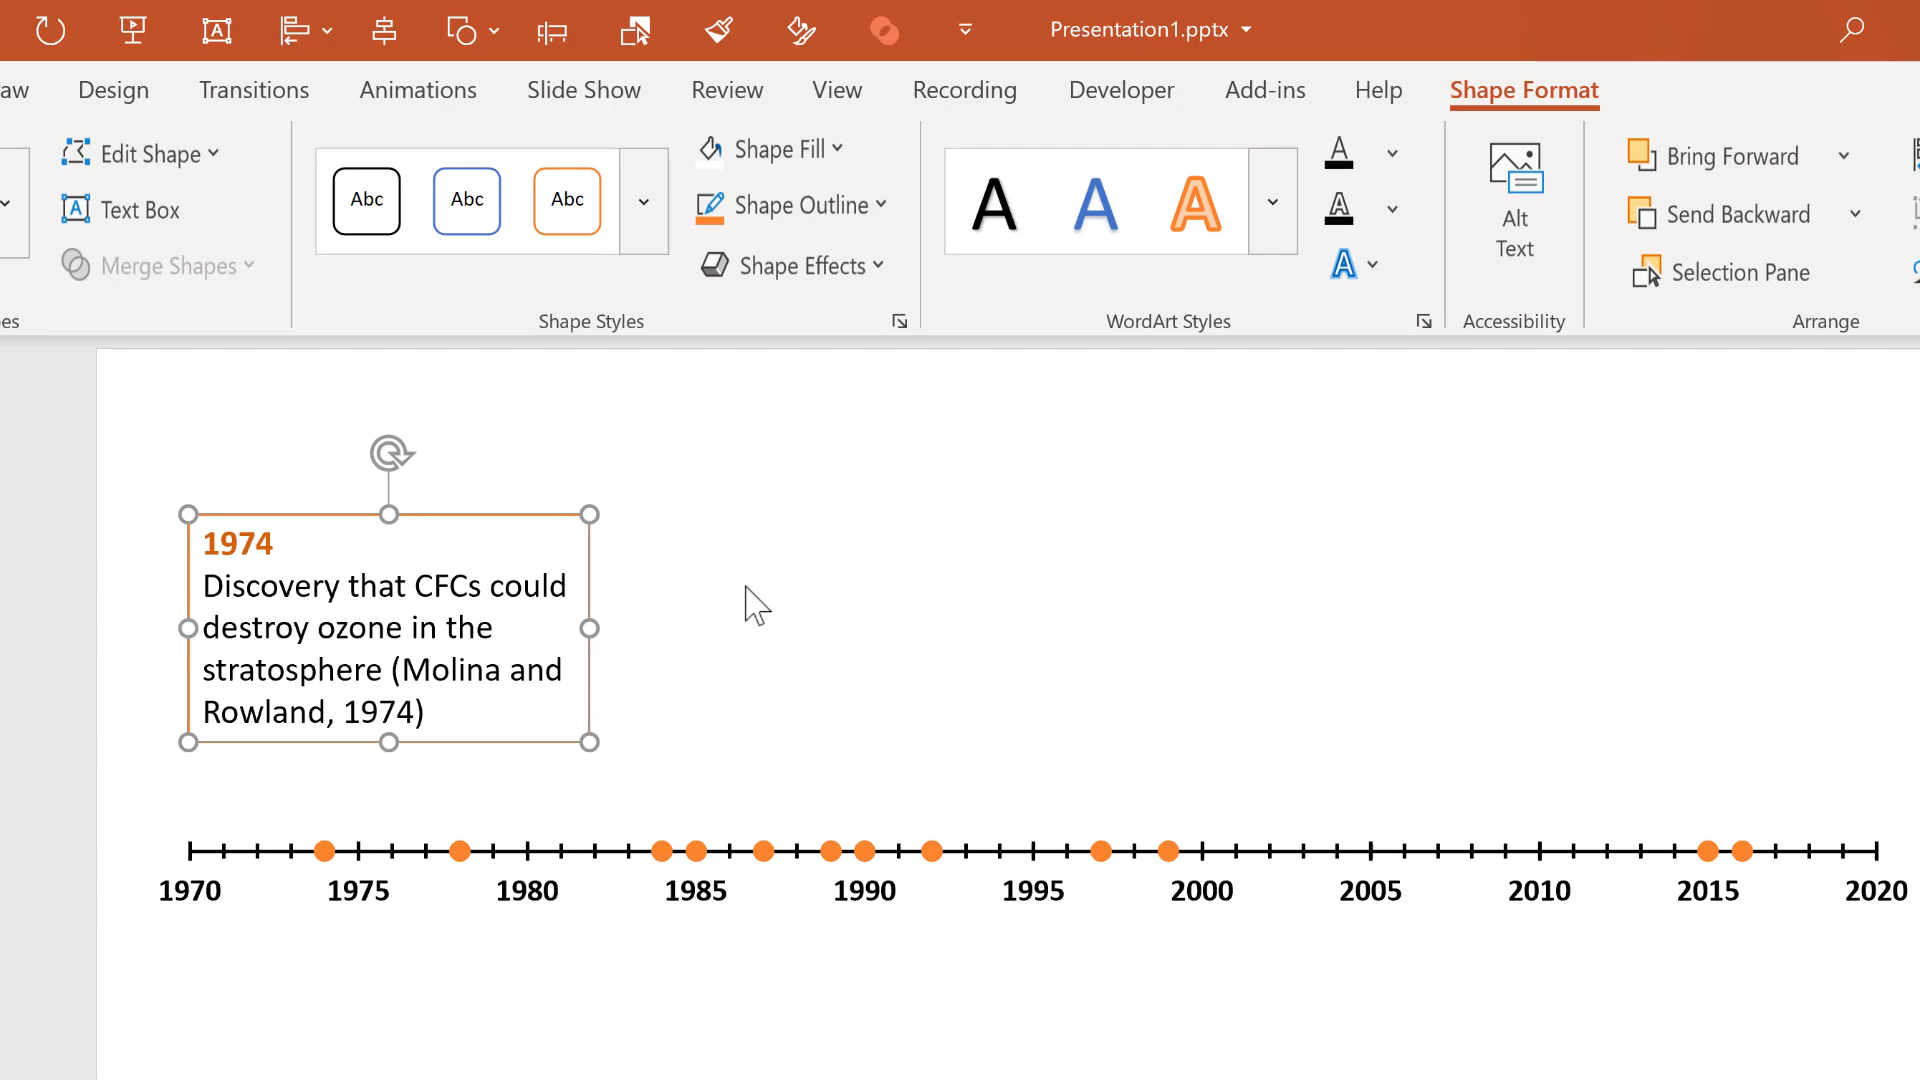 A
Presentation1.pptx
aw Design Transitions Animations Slide Show Review View Recording Developer Add-ins Help Shape Format
Edit Shape
Text Box
Merge Shapes
es
Abc Abc Abc
Shape Fill
Shape Outline
Shape Effects
Shape Styles
A A A
A
A
A
WordArt Styles
Alt
Text
Accessibility
Bring Forward
Send Backward
Selection Pane
Arrange
1974
Discovery that CFCs could
destroy ozone in the
stratosphere (Molina and
Rowland, 1974)
1970 1975 1980 1985 1990 1995 2000 2005 2010 2015 2020